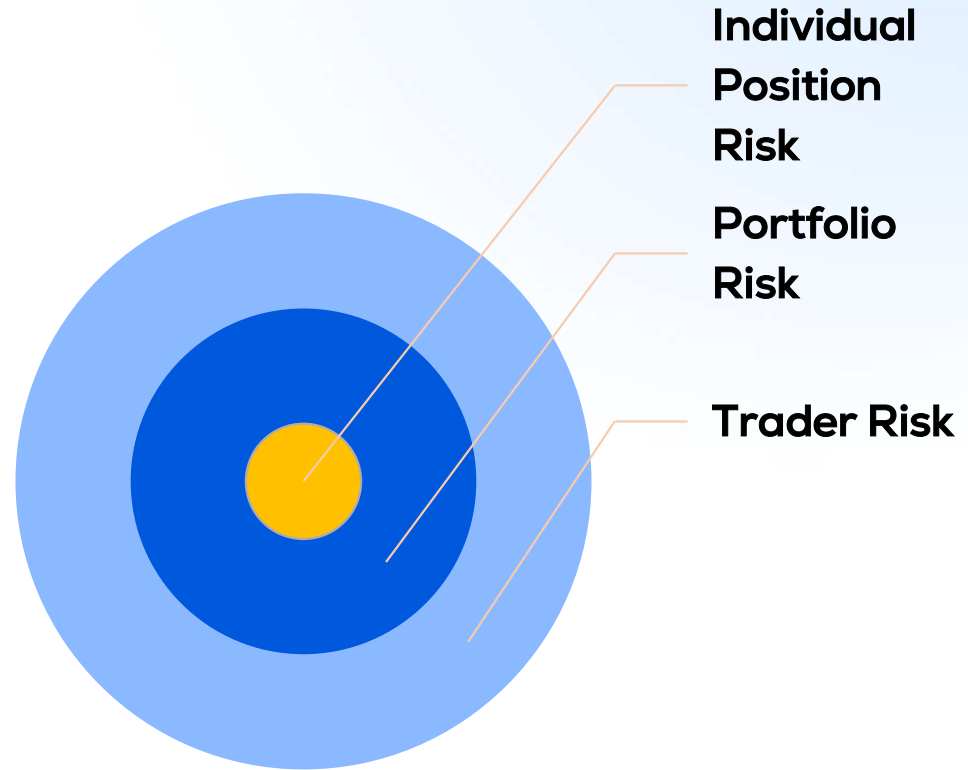 Individual
Position
Risk
Portfolio
Risk
Trader Risk